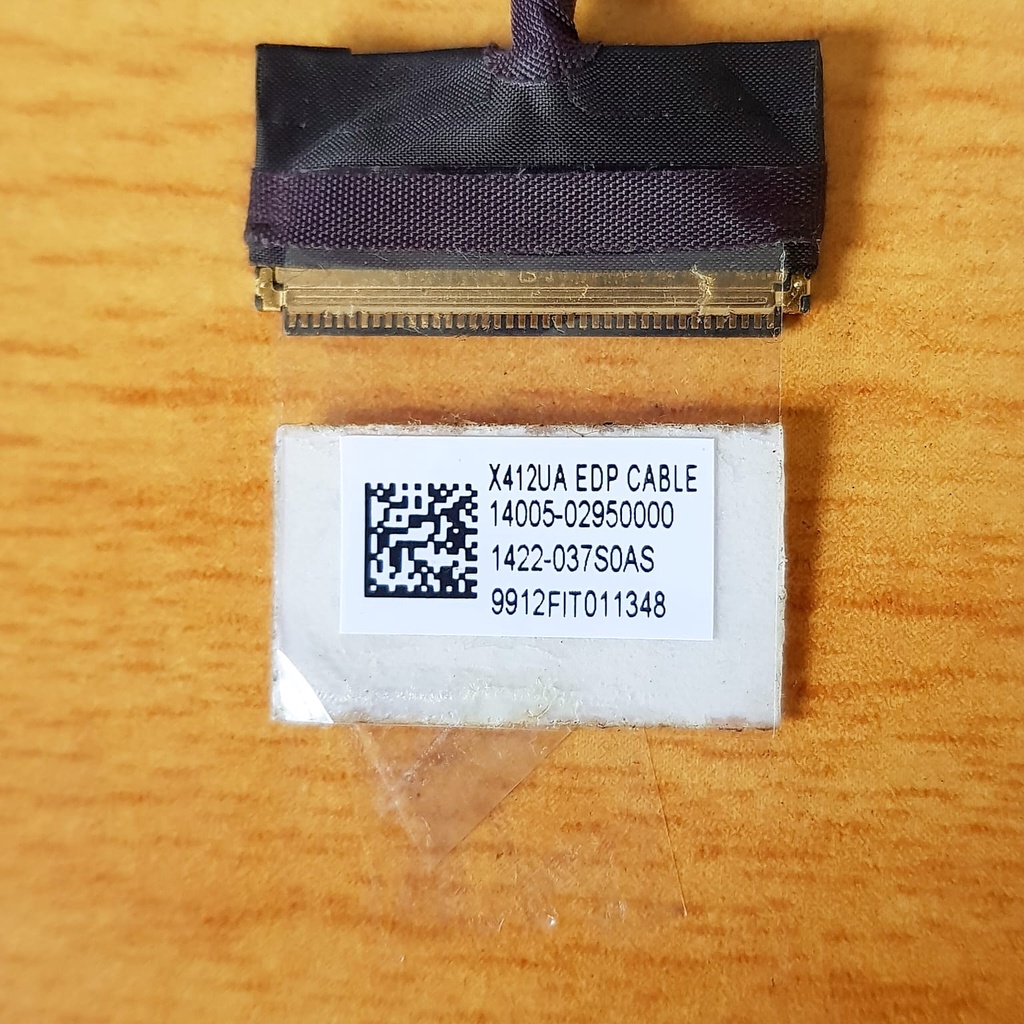 X412UA EDP CABLE
14005-02950000
1422-037S0AS
9912FIT011348